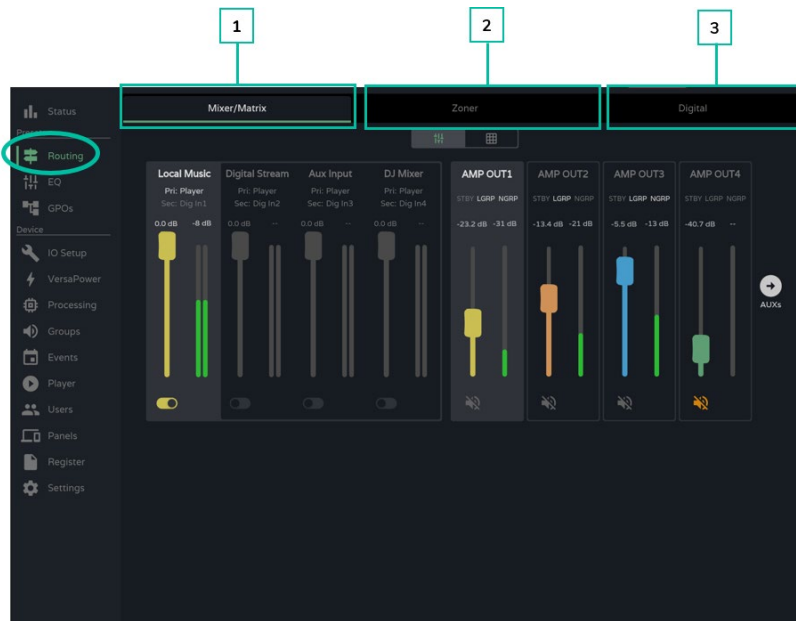 1
2
3
Status
Mixer/Matrix
Zoner
Digital
Routing
EQ
GPOs
Device
IO Setup
VersaPower
Processing
Groups
Events
Player
Users
Panels
Register
Settings
Local Music
Pri: Player
Sec: Dig In1
0.0 dB -8 dB
Digital Stream
Pri: Player
Sec: Dig In2
0.0 dB --
Aux Input
Pri: Player
Sec: Dig In3
0.0 dB --
DJ Mixer
Pri: Player
Sec: Dig In4
0.0 dB --
AMP OUT1
STBY LGRP NGRP
-23.2 dB -31 dB
AMP OUT2
STBY LGRP NGRP
-13.4 dB -21 dB
AMP OUT3
STBY LGRP NGRP
-5.5 dB -13 dB
AMP OUT4
STBY LGRP NGRP
-40.7 dB --
AUXs